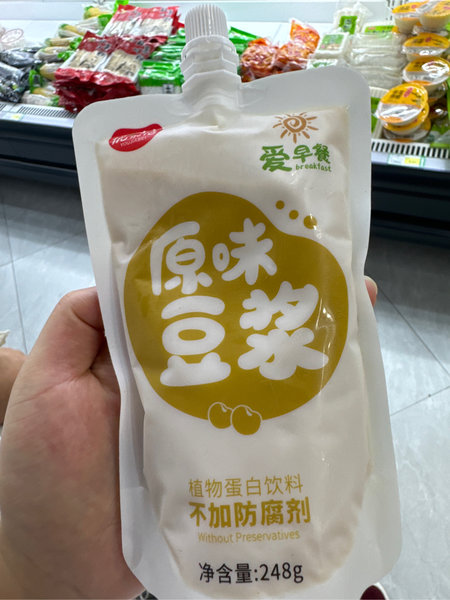 爱早餐
breakfast
原味
豆浆
植物蛋白饮料
不加防腐剂
Without Preservatives
净含量:248g